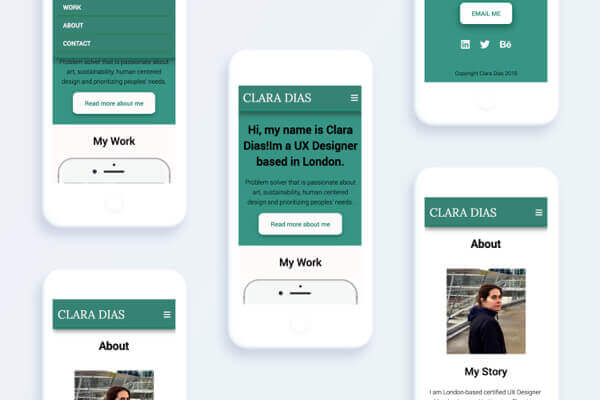 WORK
ABOUT
CONTACT
Problem solver that is passionate about
art, sustainability, human centered
design and prioritizing peoples' needs.
Read more about me
My Work
CLARA DIAS
About
CLARA DIAS
Hi, my name is Clara
Dias!Im a UX Designer
based in London.
Problem solver that is passionate about
art, sustainability, human centered
design and prioritizing peoples' needs.
Read more about me
My Work
EMAIL ME
Bē
Copyright Clara Dias 2018
CLARA DIAS
About
My Story
I am London-based certified UX Designer